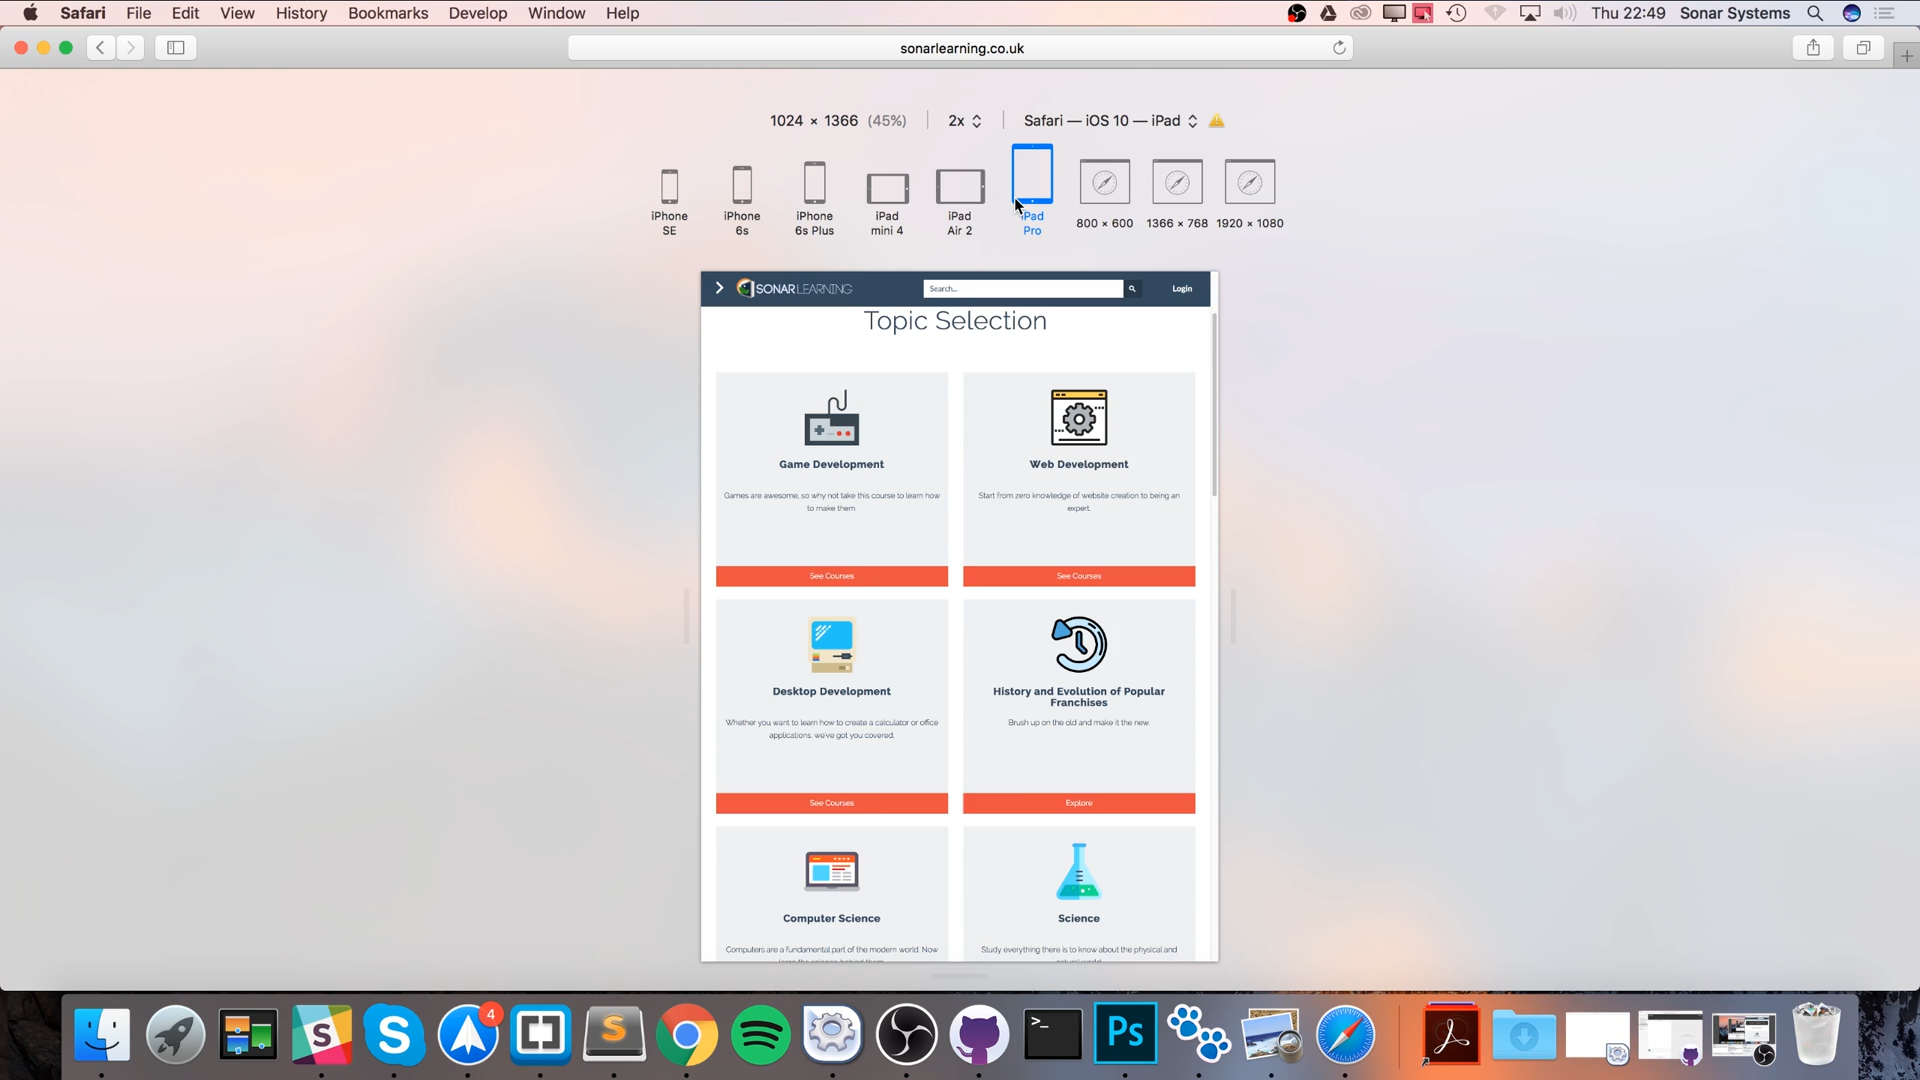 Safari File Edit View History Bookmarks Develop Window Help Thu 22:49 Sonar Systems
sonarlearning.co.uk
1024 × 1366 (45%) 2x Safari — iOS 10 — iPad
iPhone SE
iPhone 6s
iPhone 6s Plus
iPad mini 4
iPad Air 2
iPad Pro
800 × 600
1366 × 768
1920 × 1080
SONAR LEARNING Search... Login
Topic Selection
Game Development
Games are awesome, so why not take this course to learn how
to make them.
See Courses
Web Development
Start from zero knowledge of website creation to being an
expert.
See Courses
Desktop Development
Whether you want to learn how to create a calculator or office
applications, we've got you covered.
See Courses
History and Evolution of Popular
Franchises
Brush up on the old and make it the new.
Explore
Computer Science
Computers are a fundamental part of the modern world. Now
Science
Study everything there is to know about the physical and
4
S
S
S
>_
Ps